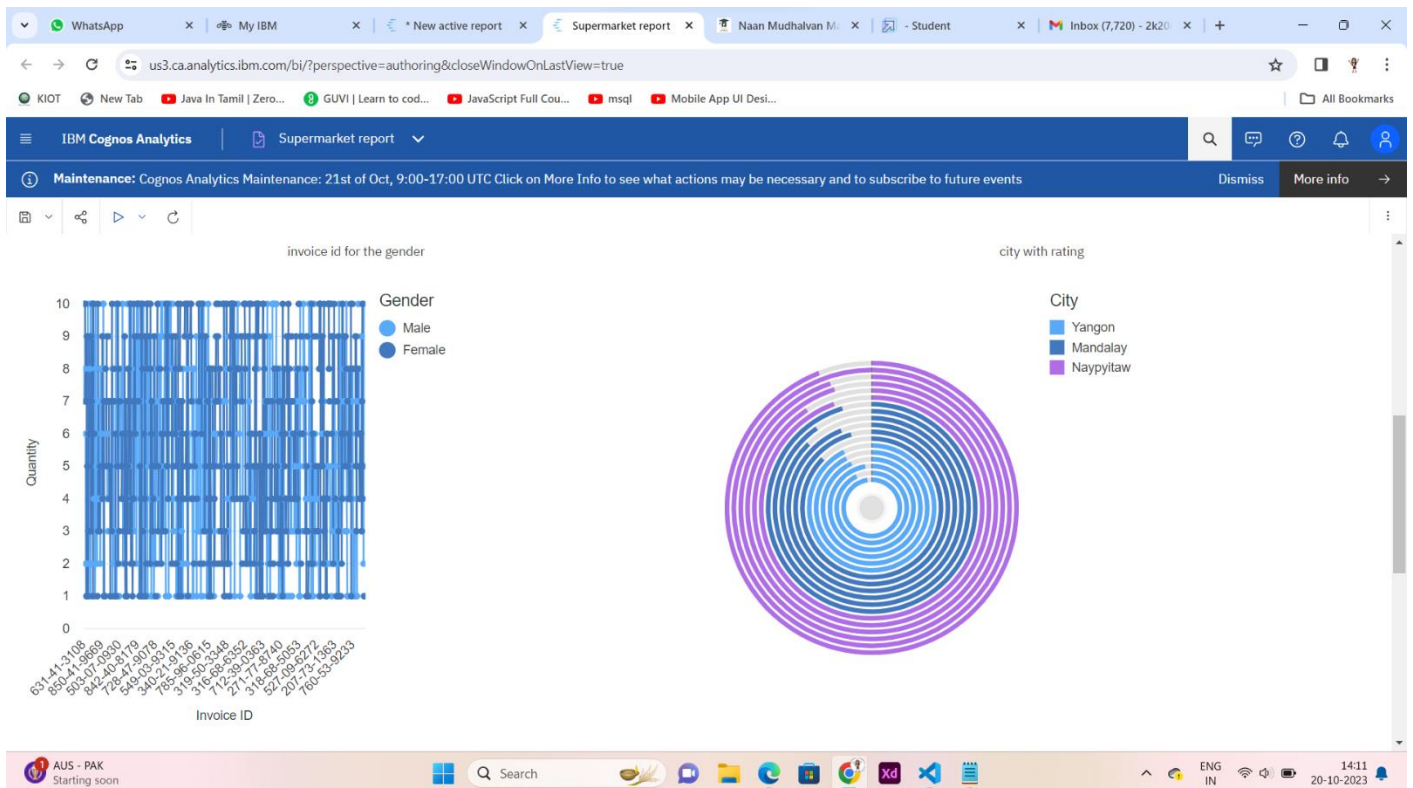 WhatsApp
My IBM
* New active report
Supermarket report
Naan Mudhalvan M
- Student
Inbox (7,720) - 2k20
us3.ca.analytics.ibm.com/bi/?perspective=authoring&closeWindowOnLastView=true
KIOT
New Tab
Java In Tamil | Zero...
GUVI | Learn to cod...
JavaScript Full Cou...
msql
Mobile App UI Desi...
All Bookmarks
IBM Cognos Analytics
Supermarket report
Maintenance: Cognos Analytics Maintenance: 21st of Oct, 9:00-17:00 UTC Click on More Info to see what actions may be necessary and to subscribe to future events
Dismiss
More info
invoice id for the gender
Quantity
10
9
8
7
6
5
4
3
2
1
0
631-41-3108
850-41-9669
503-07-0930
842-40-8179
728-47-9078
549-03-9315
340-21-9136
785-96-0615
319-50-3348
316-68-6352
712-39-0363
271-77-8740
318-68-5053
527-09-6272
207-73-1363
760-53-9233
Invoice ID
Gender
Male
Female
city with rating
City
Yangon
Mandalay
Naypyitaw
1
AUS - PAK
Starting soon
Search
Xd
ENG
IN
14:11
20-10-2023